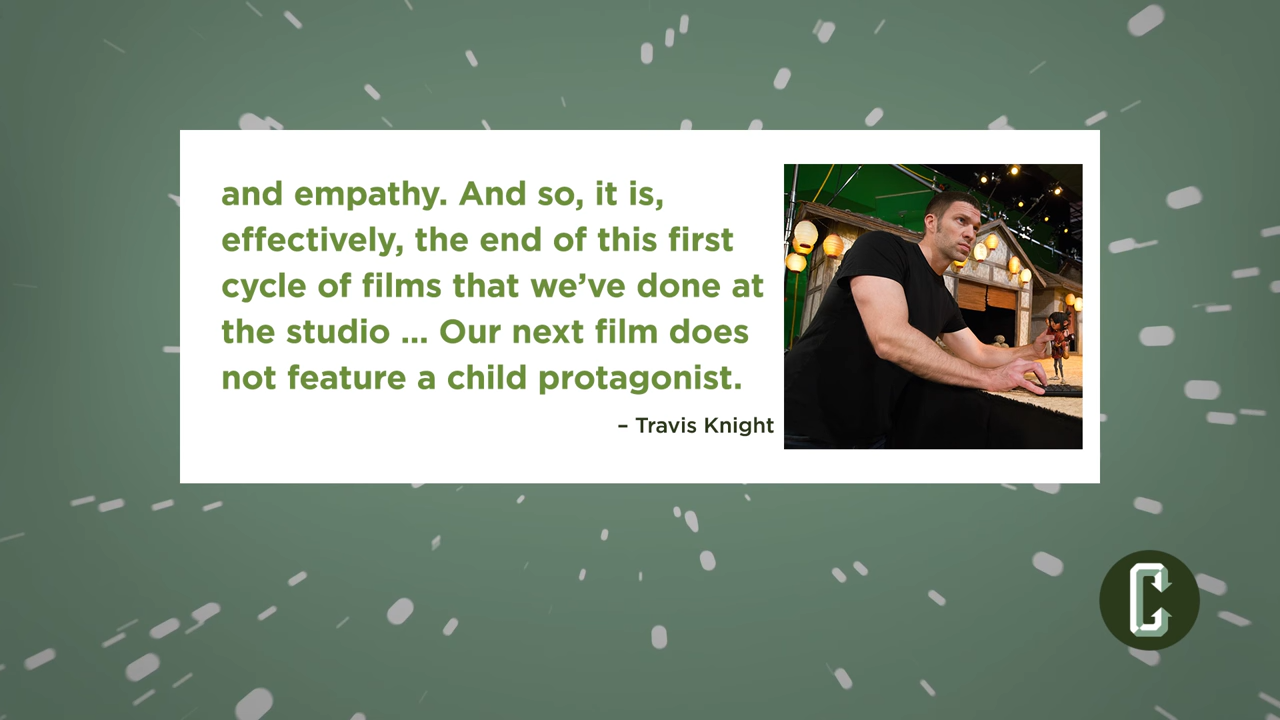 and empathy. And so, it is,
effectively, the end of this first
cycle of films that we’ve done at
the studio ... Our next film does
not feature a child protagonist.
– Travis Knight
C